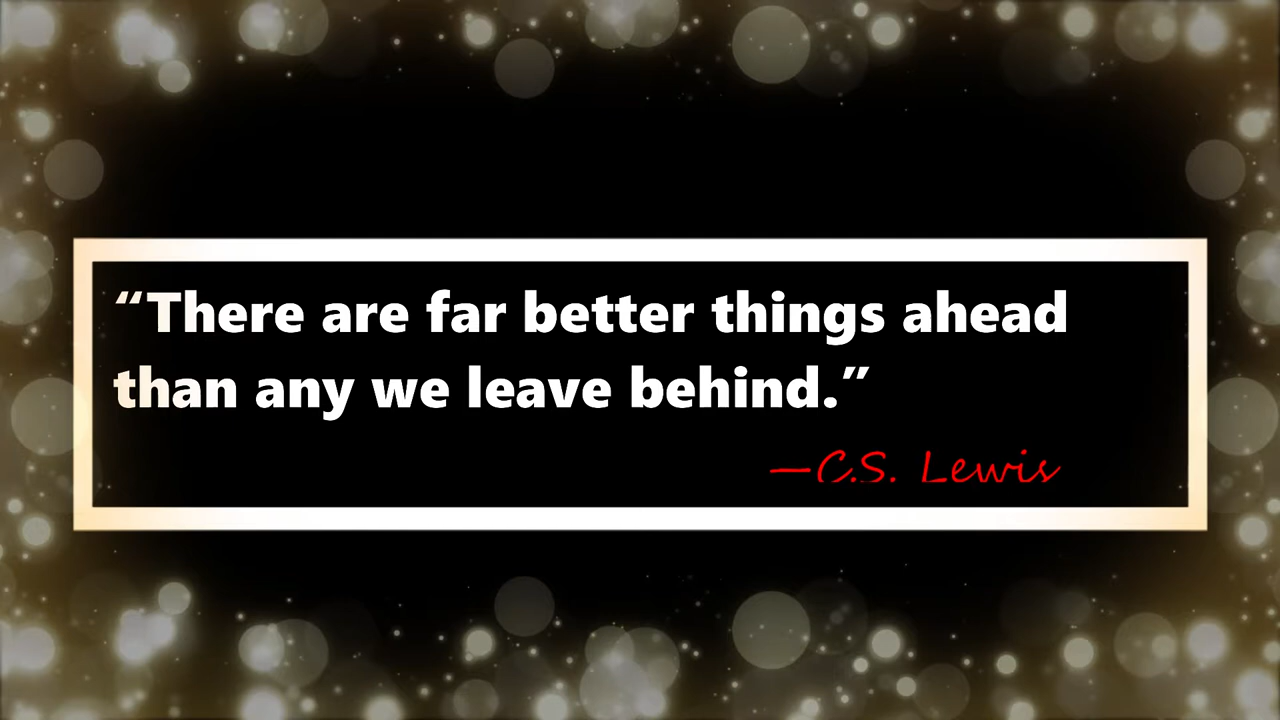 “There are far better things ahead
than any we leave behind.”
—C.S. Lewis